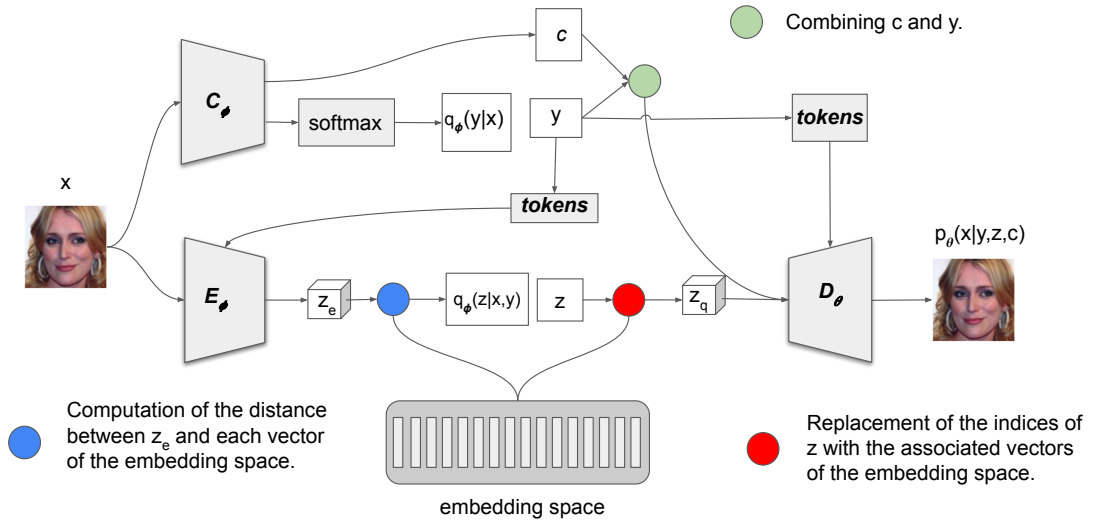 c
Combining c and y.
C_ϕ
softmax
q_ϕ(y|x)
y
tokens
x
tokens
p_θ(x|y,z,c)
E_ϕ
z_e
q_ϕ(z|x,y)
z
z_q
D_θ
Computation of the distance
between z_e and each vector
of the embedding space.
Replacement of the indices of
z with the associated vectors
of the embedding space.
embedding space